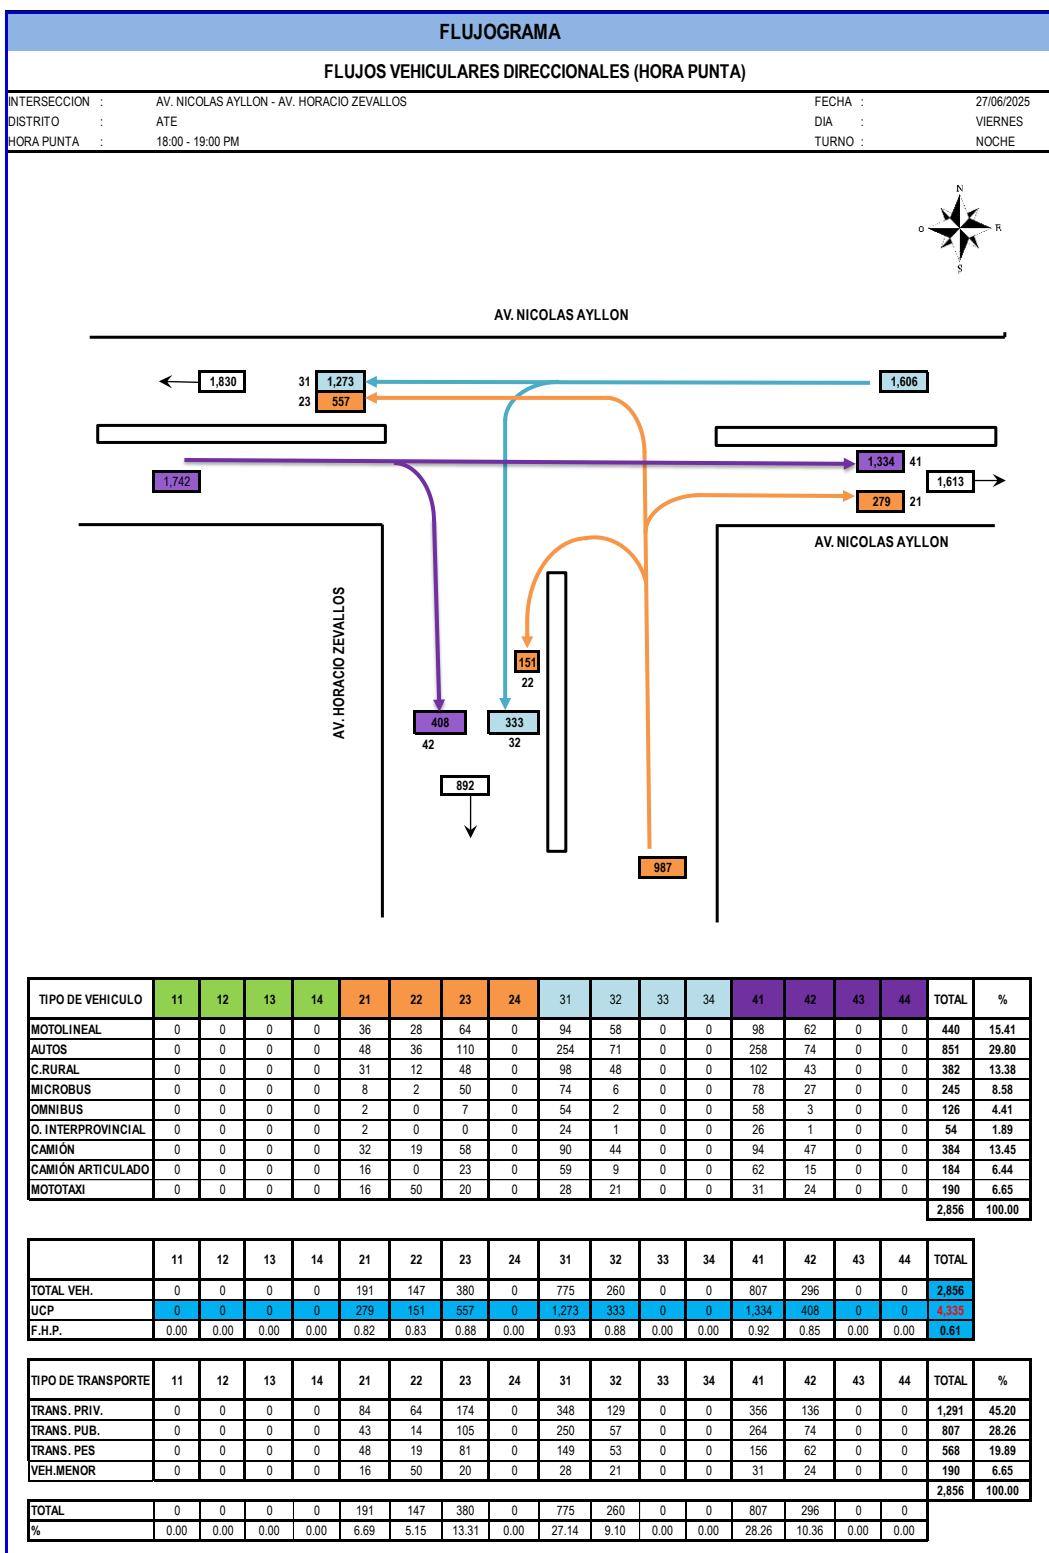 FLUJOGRAMA
FLUJOS VEHICULARES DIRECCIONALES (HORA PUNTA)
INTERSECCION : AV. NICOLAS AYLLON - AV. HORACIO ZEVALLOS FECHA : 27/06/2025
DISTRITO : ATE DIA : VIERNES
HORA PUNTA : 18:00 - 19:00 PM TURNO : NOCHE
N
O R
S
AV. NICOLAS AYLLON
1,830 31 1,273 1,606
23 557
1,334 41
1,742 1,613
279 21
AV. NICOLAS AYLLON
AV. HORACIO ZEVALLOS
151
22
408 333
42 32
892
987
TIPO DE VEHICULO 11 12 13 14 21 22 23 24 31 32 33 34 41 42 43 44 TOTAL %
MOTOLINEAL 0 0 0 0 36 28 64 0 94 58 0 0 98 62 0 0 440 15.41
AUTOS 0 0 0 0 48 36 110 0 254 71 0 0 258 74 0 0 851 29.80
C.RURAL 0 0 0 0 31 12 48 0 98 48 0 0 102 43 0 0 382 13.38
MICROBUS 0 0 0 0 8 2 50 0 74 6 0 0 78 27 0 0 245 8.58
OMNIBUS 0 0 0 0 2 0 7 0 54 2 0 0 58 3 0 0 126 4.41
O. INTERPROVINCIAL 0 0 0 0 2 0 0 0 24 1 0 0 26 1 0 0 54 1.89
CAMIÓN 0 0 0 0 32 19 58 0 90 44 0 0 94 47 0 0 384 13.45
CAMIÓN ARTICULADO 0 0 0 0 16 0 23 0 59 9 0 0 62 15 0 0 184 6.44
MOTOTAXI 0 0 0 0 16 50 20 0 28 21 0 0 31 24 0 0 190 6.65
2,856 100.00
11 12 13 14 21 22 23 24 31 32 33 34 41 42 43 44 TOTAL
TOTAL VEH. 0 0 0 0 191 147 380 0 775 260 0 0 807 296 0 0 2,856
UCP 0 0 0 0 279 151 557 0 1,273 333 0 0 1,334 408 0 0 4,335
F.H.P. 0.00 0.00 0.00 0.00 0.82 0.83 0.88 0.00 0.93 0.88 0.00 0.00 0.92 0.85 0.00 0.00 0.61
TIPO DE TRANSPORTE 11 12 13 14 21 22 23 24 31 32 33 34 41 42 43 44 TOTAL %
TRANS. PRIV. 0 0 0 0 84 64 174 0 348 129 0 0 356 136 0 0 1,291 45.20
TRANS. PUB. 0 0 0 0 43 14 105 0 250 57 0 0 264 74 0 0 807 28.26
TRANS. PES 0 0 0 0 48 19 81 0 149 53 0 0 156 62 0 0 568 19.89
VEH.MENOR 0 0 0 0 16 50 20 0 28 21 0 0 31 24 0 0 190 6.65
2,856 100.00
TOTAL 0 0 0 0 191 147 380 0 775 260 0 0 807 296 0 0
% 0.00 0.00 0.00 0.00 6.69 5.15 13.31 0.00 27.14 9.10 0.00 0.00 28.26 10.36 0.00 0.00